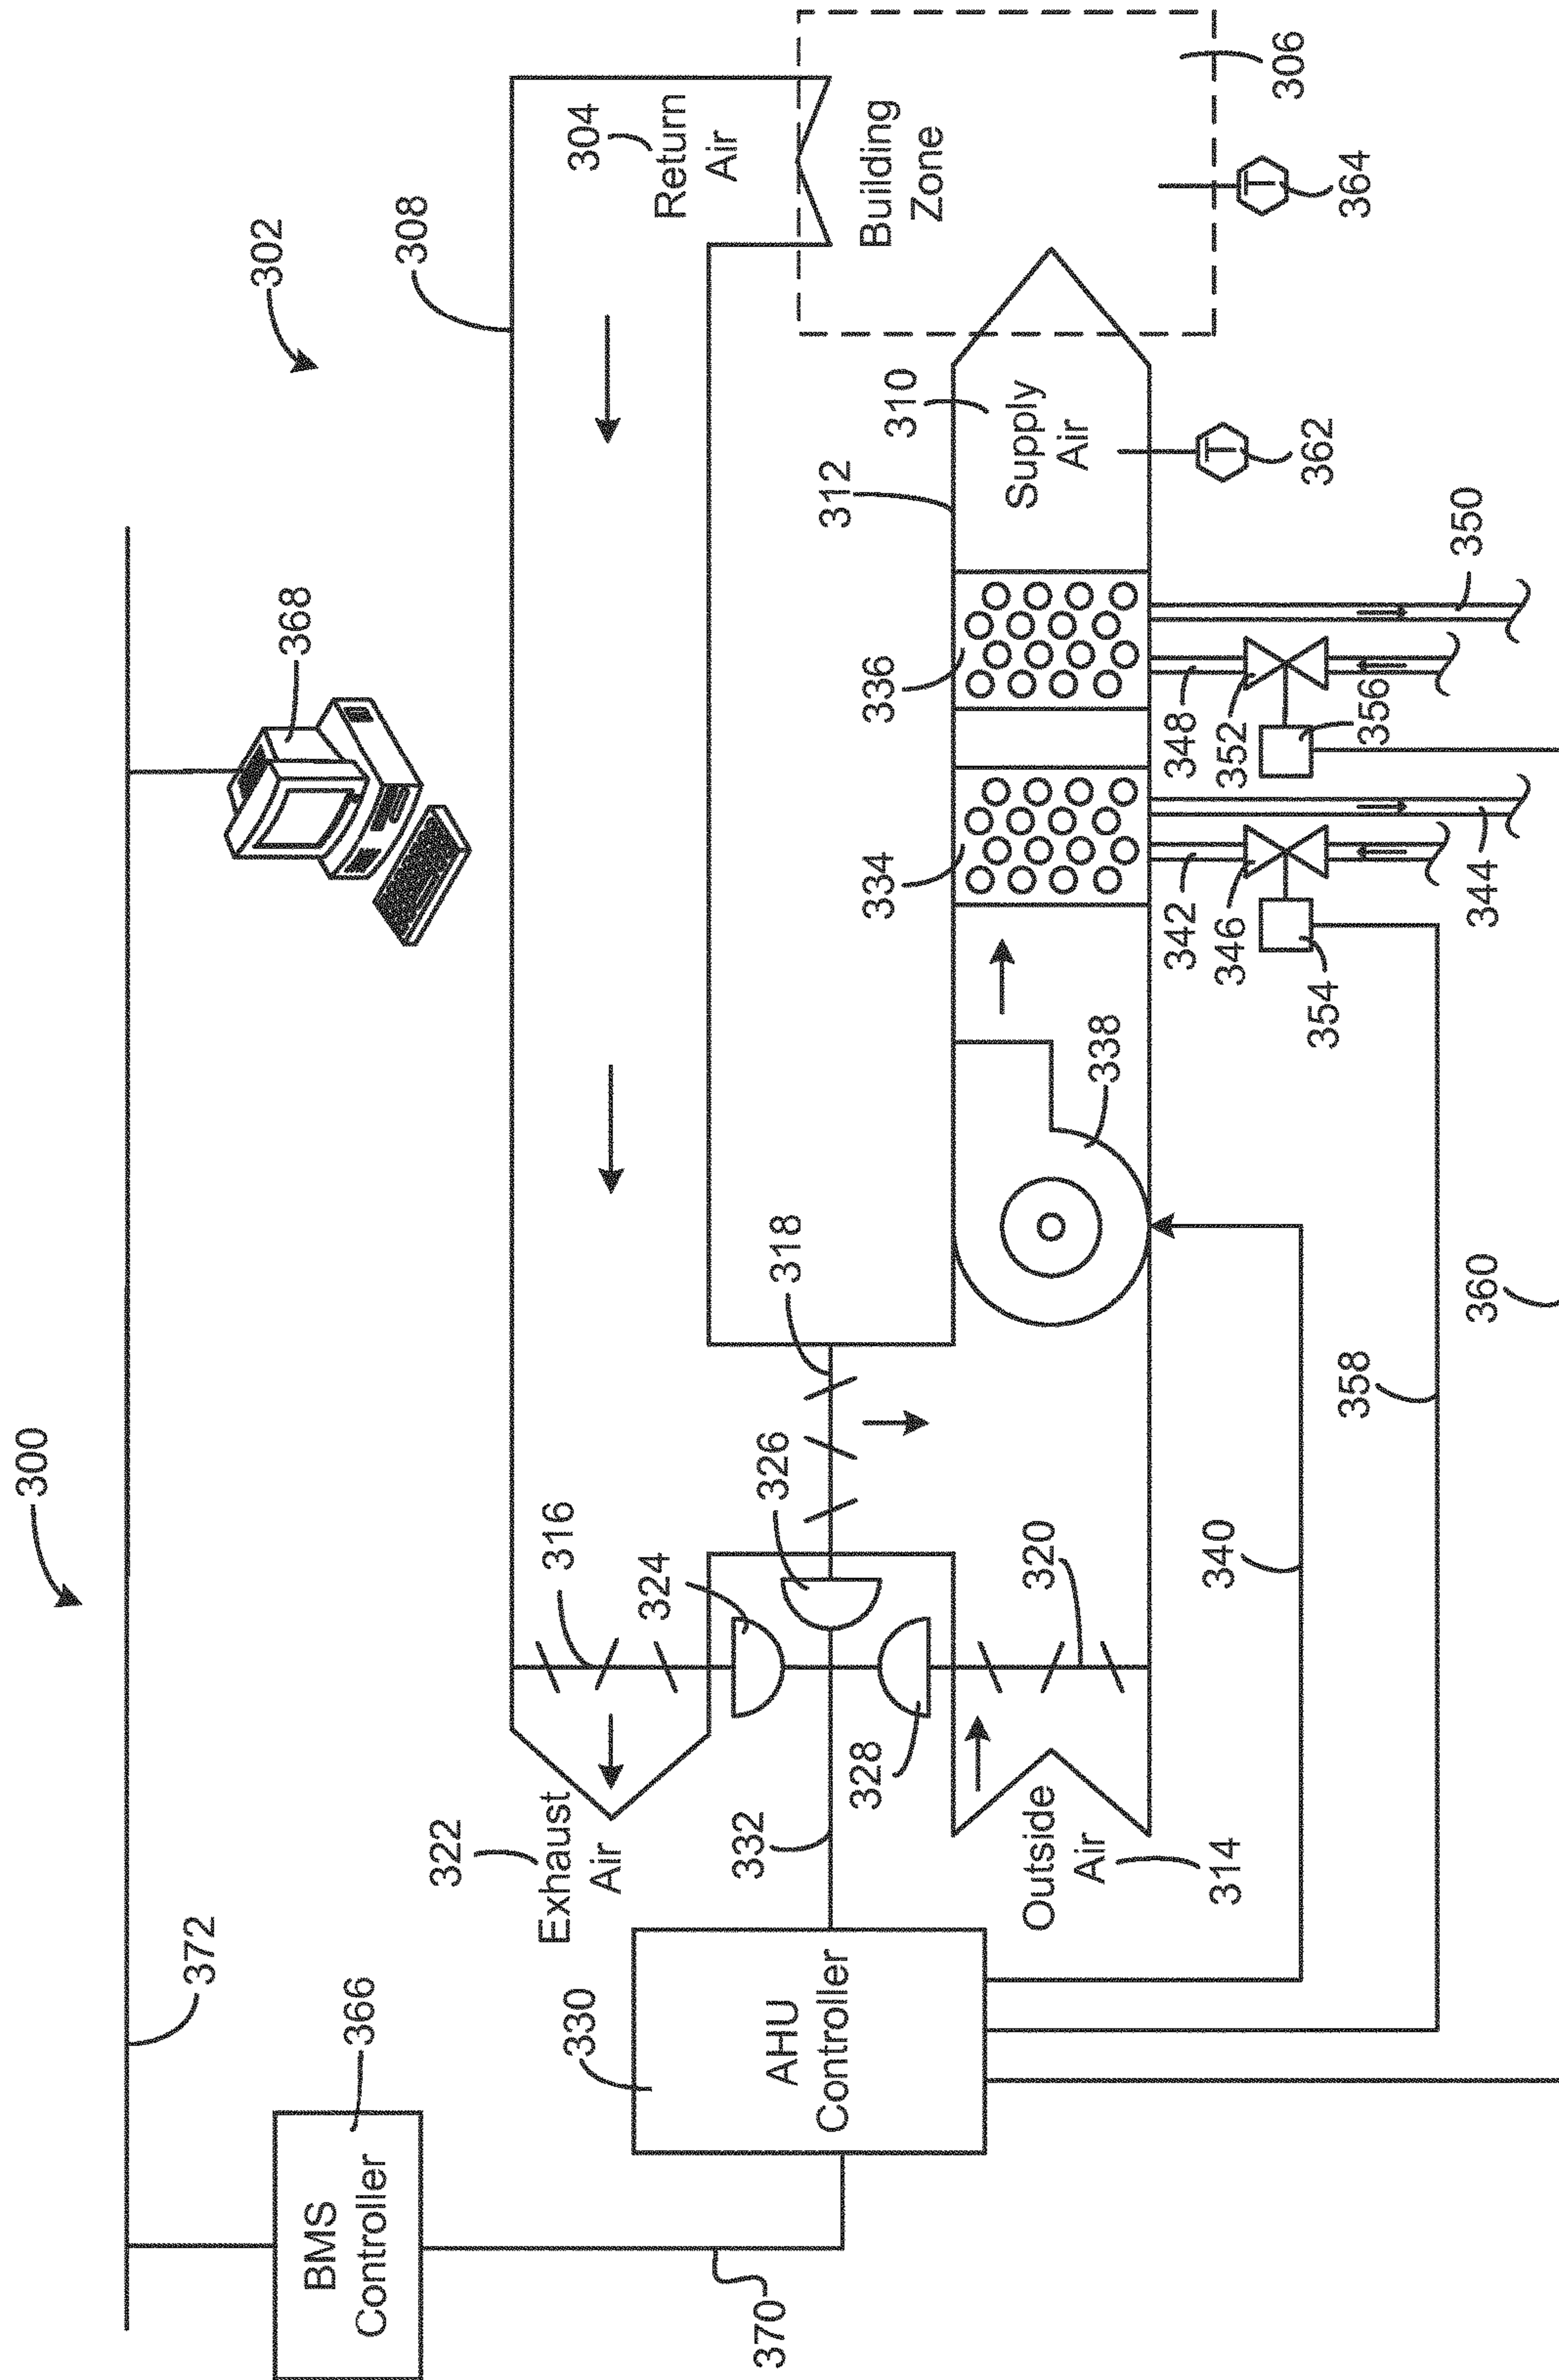 300
302
372
366
BMS
Controller
368
370
308
304
Return
Air
322
Exhaust
Air
316
324
326
318
332
328
330
AHU
Controller
Building
Zone
306
312
310
Supply
Air
334
336
338
320
Outside
Air
314
340
342
346
348
352
354
356
344
350
362
364
T
T
358
360